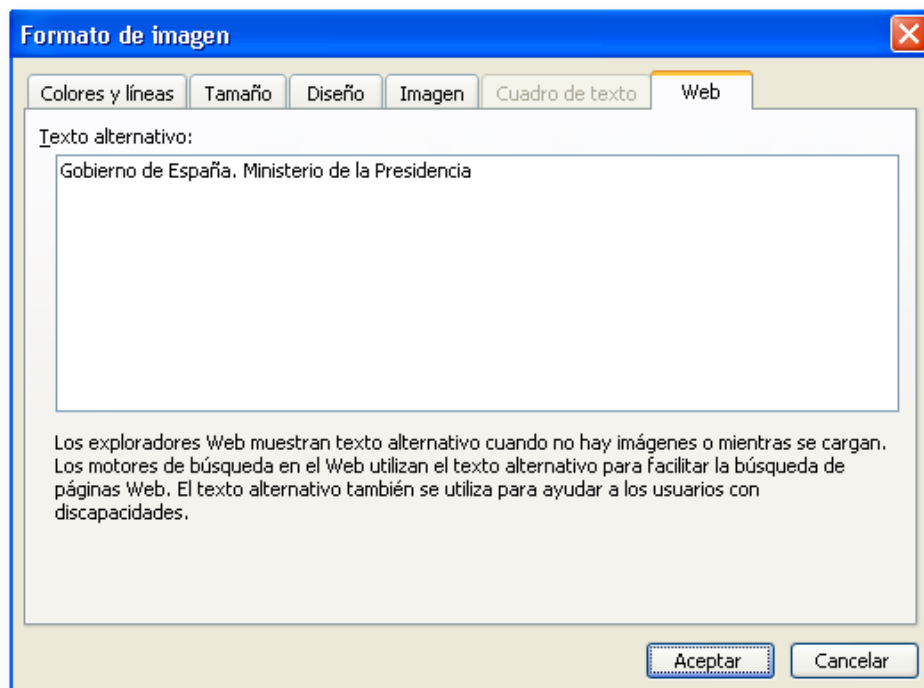 Formato de imagen
Colores y líneas Tamaño Diseño Imagen Cuadro de texto Web
Texto alternativo:
Gobierno de España. Ministerio de la Presidencia
Los exploradores Web muestran texto alternativo cuando no hay imágenes o mientras se cargan.
Los motores de búsqueda en el Web utilizan el texto alternativo para facilitar la búsqueda de
páginas Web. El texto alternativo también se utiliza para ayudar a los usuarios con
discapacidades.
Aceptar Cancelar